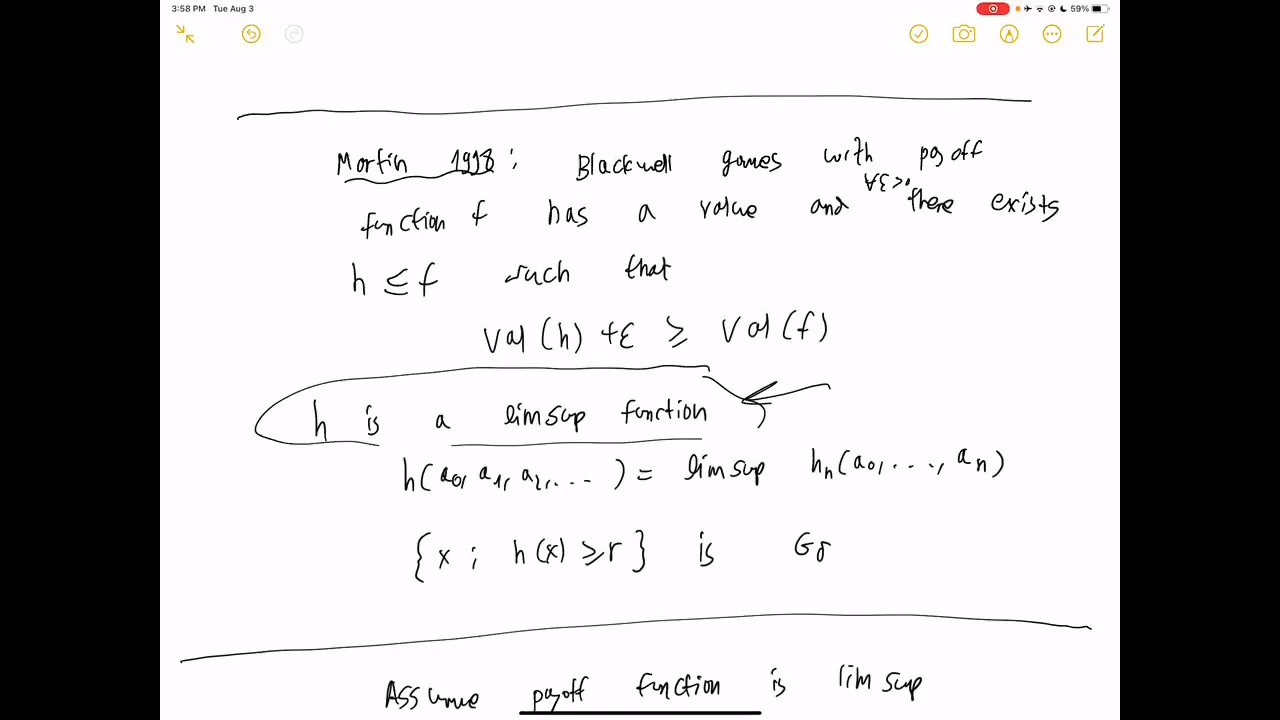 3:58 PM Tue Aug 3
59%
Martin 1998: Blackwell games with payoff
∀ε>0
function f has a value and there exists
h ≤ f such that
Val(h) +ε ≥ Val(f)
h is a limsup function
h(a₀, a₁, a₂, ...) = limsup hₙ(a₀, ..., aₙ)
{x ; h(x) ≥ r} is Gδ
Assume payoff function is limsup